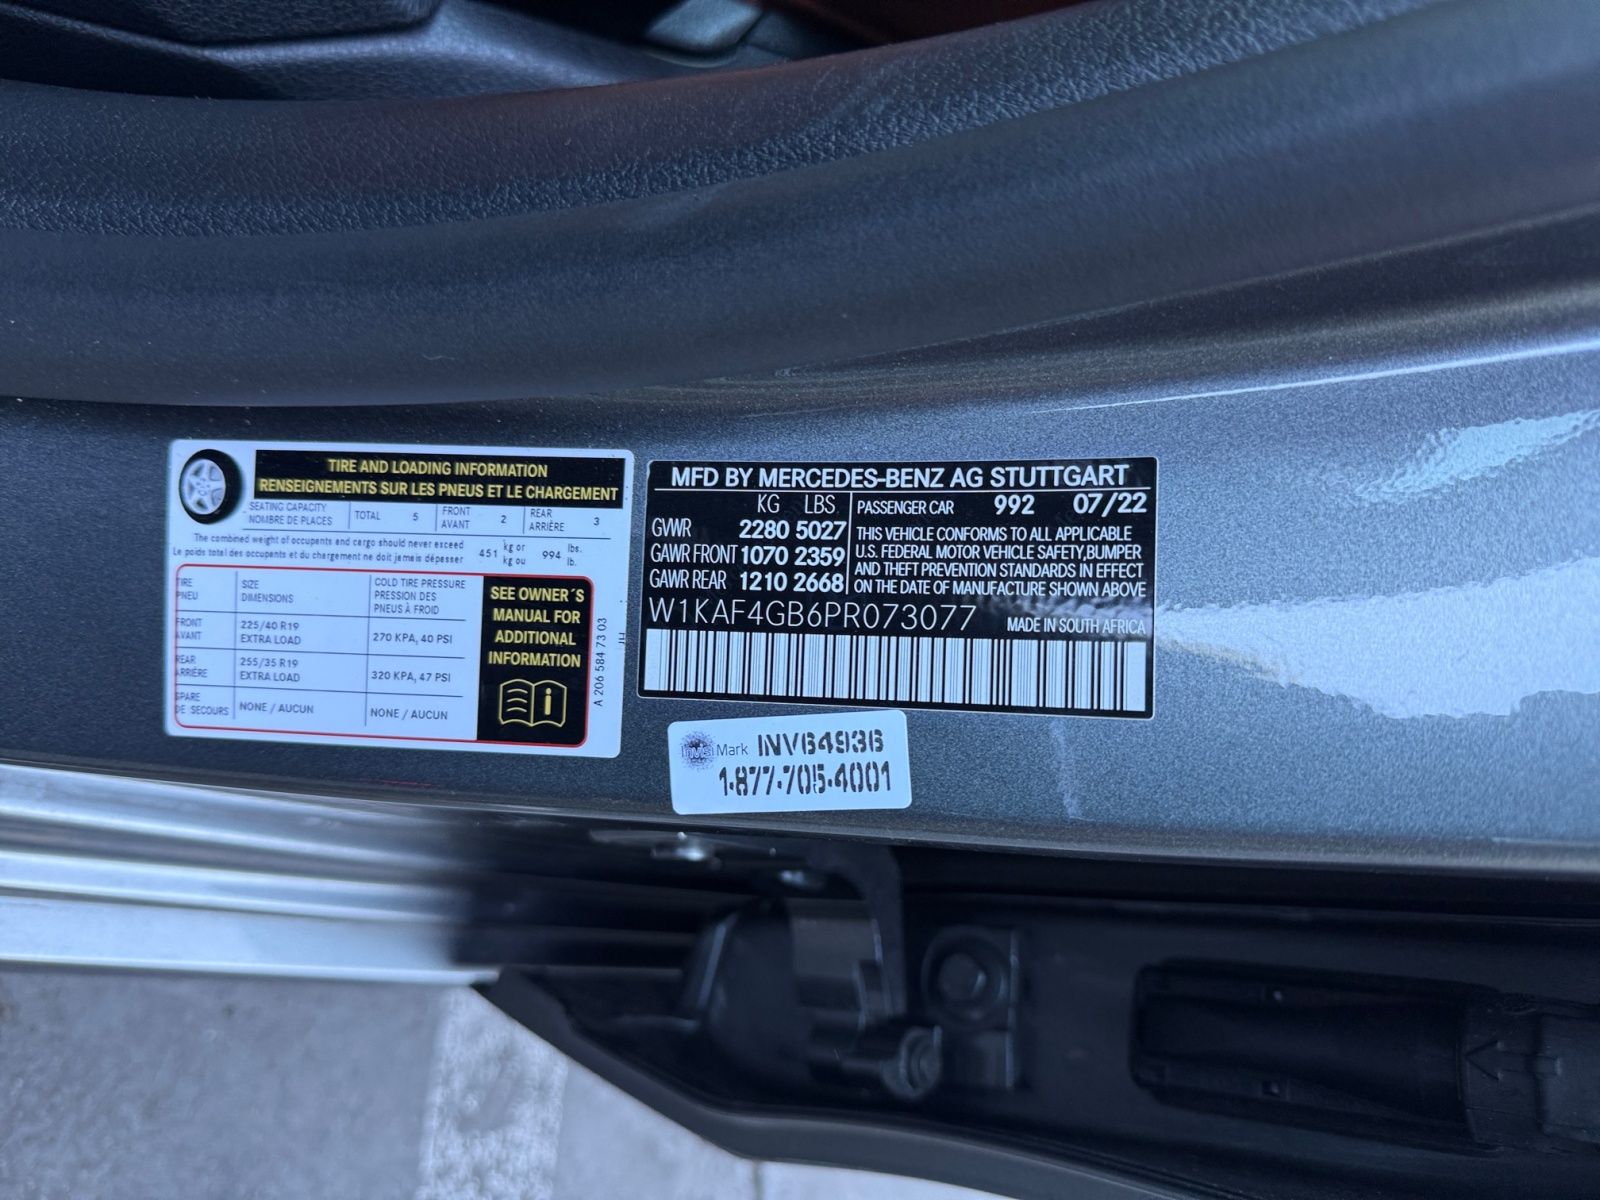 TIRE AND LOADING INFORMATION
RENSEIGNEMENTS SUR LES PNEUS ET LE CHARGEMENT
SEATING CAPACITY
NOMBRE DE PLACES
TOTAL 5
FRONT
AVANT
2
REAR
ARRIÈRE
3
The combined weight of occupants and cargo should never exceed
Le poids total des occupants et du chargement ne doit jamais dépasser
451 kg or
kg ou
994 lbs.
lb.
TIRE
PNEU
SIZE
DIMENSIONS
COLD TIRE PRESSURE
PRESSION DES
PNEUS À FROID
FRONT
AVANT
225/40 R19
EXTRA LOAD
270 KPA, 40 PSI
REAR
ARRIÈRE
255/35 R19
EXTRA LOAD
320 KPA, 47 PSI
SPARE
DE SECOURS
NONE / AUCUN
NONE / AUCUN
SEE OWNER´S
MANUAL FOR
ADDITIONAL
INFORMATION
A 206 584 73 03
MFD BY MERCEDES-BENZ AG STUTTGART
KG LBS
GVWR 2280 5027
GAWR FRONT 1070 2359
GAWR REAR 1210 2668
PASSENGER CAR 992 07/22
THIS VEHICLE CONFORMS TO ALL APPLICABLE
U.S. FEDERAL MOTOR VEHICLE SAFETY,BUMPER
AND THEFT PREVENTION STANDARDS IN EFFECT
ON THE DATE OF MANUFACTURE SHOWN ABOVE
W1KAF4GB6PR073077
MADE IN SOUTH AFRICA
InVisiMark INV64936
1-877-705-4001